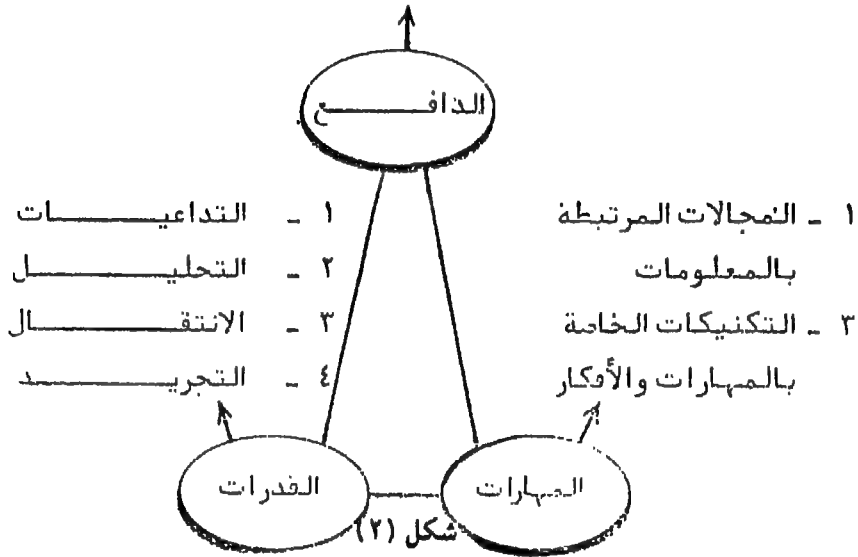 الدافع
١ - المجالات المرتبطة
بالمعلومات
٣ - التكنيكات الخاصة
بالمهارات والأفكار
١ - التداعيات
٢ - التحليل
٣ - الانتقال
٤ - التجريد
المهارات
القدرات
شكل (٢)